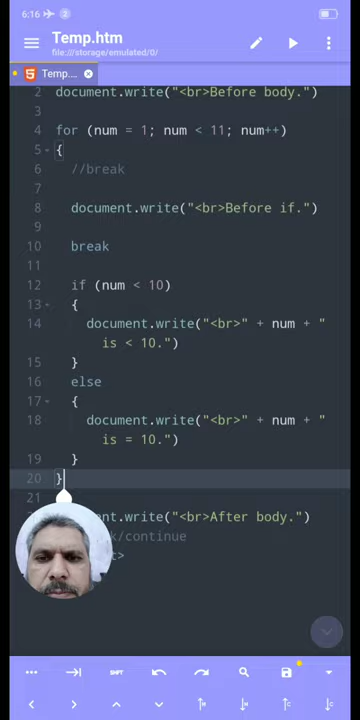 6:16 2
Temp.htm
file:///storage/emulated/0/
Temp....
2 document.write("<br>Before body.")
3
4 for (num = 1; num < 11; num++)
5 {
6 //break
7
8 document.write("<br>Before if.")
9
10 break
11
12 if (num < 10)
13 {
14 document.write("<br>" + num + "
is < 10.")
15 }
16 else
17 {
18 document.write("<br>" + num + "
is = 10.")
19 }
20 }
21
ent.write("<br>After body.")
k/continue
t>
SHFT